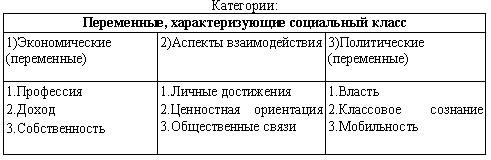 Категории:
Переменные, характеризующие социальный класс
1)Экономические (переменные)
2)Аспекты взаимодействия
3)Политические (переменные)
1.Профессия
2.Доход
3.Собственность
1.Личные достижения
2.Ценностная ориентация
3.Общественные связи
1.Власть
2.Классовое сознание
3.Мобильность